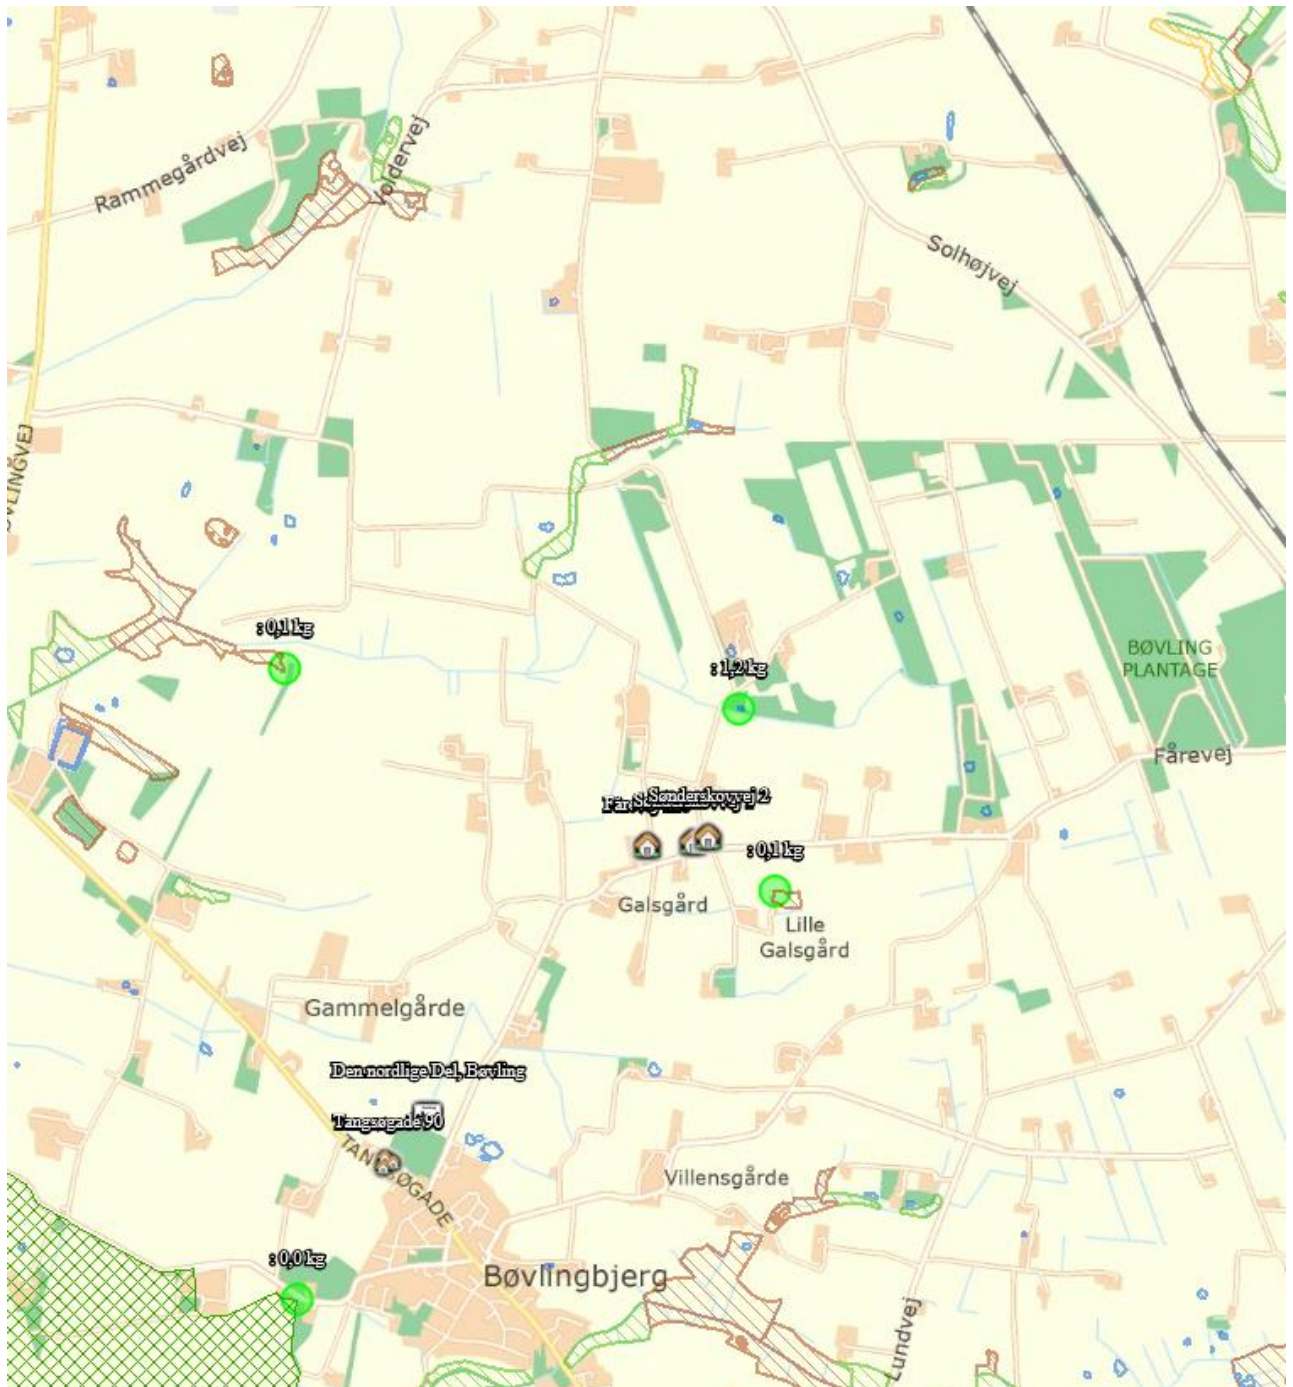 Rammegårdvej
Voldervej
Solhøjvej
: 0,1 kg
: 1,2 kg
BØVLING
PLANTAGE
Fårevej
Sønderskovvej 2
: 0,1 kg
Galsgård
Lille
Galsgård
Gammelgårde
Den nordlige Del, Bøvling
Tangsøgade 90
TANGSØGADE
Villensgårde
: 0,0 kg
Bøvlingbjerg
Lundvej